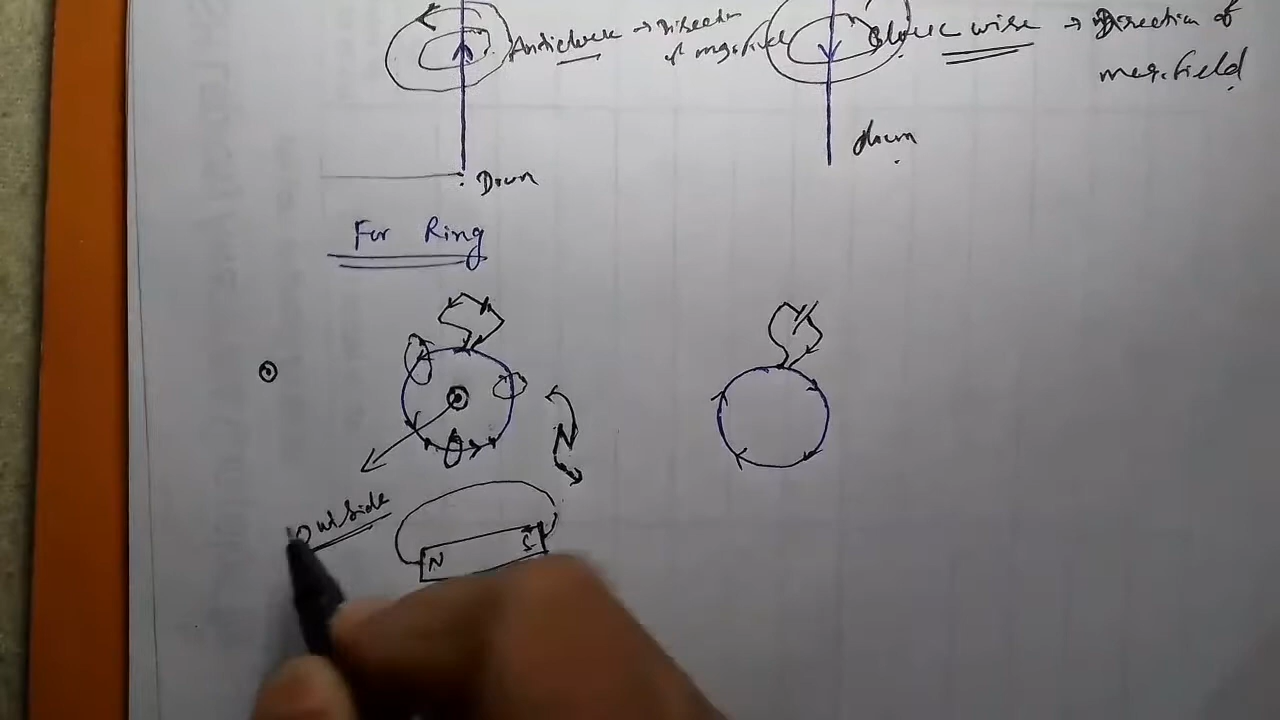 Anticlock → Direction of mag. field
Clock wise → Direction of
mag. field
down
Down
For Ring
N
Outside
N S